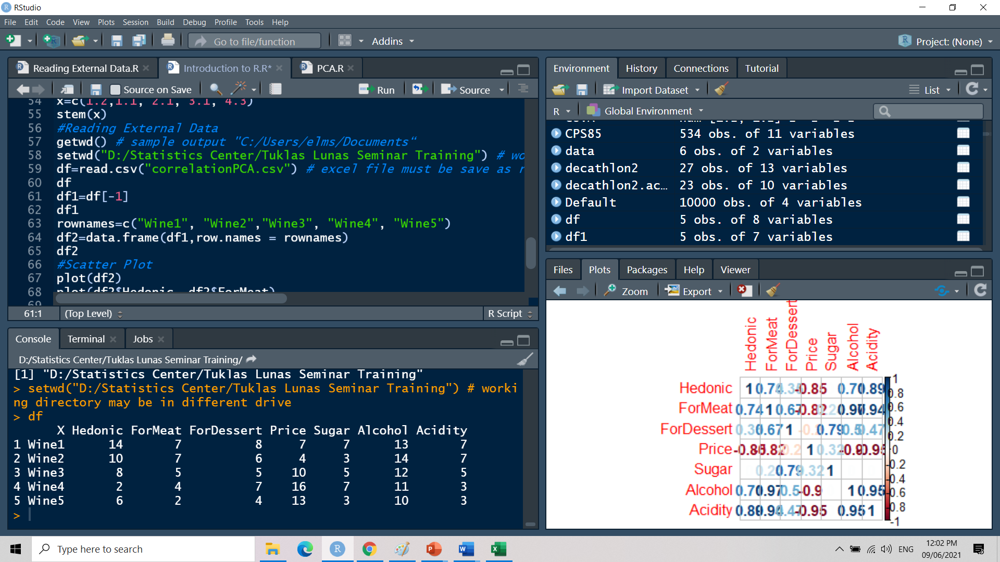 RStudio
File Edit Code View Plots Session Build Debug Profile Tools Help
Go to file/function Addins Project: (None)
Reading External Data.R Introduction to R.R* PCA.R
Source on Save Run Source
54 x=c(1.2,1.1, 2.1, 3.1, 4.3)
55 stem(x)
56 #Reading External Data
57 getwd() # sample output "C:/Users/elms/Documents“
58 setwd("D:/Statistics Center/Tuklas Lunas Seminar Training") # wo
59 df=read.csv("correlationPCA.csv") # excel file must be save as r
60 df
61 df1=df[-1]
62 df1
63 rownames=c("Wine1", "Wine2","Wine3", "Wine4", "Wine5")
64 df2=data.frame(df1,row.names = rownames)
65 df2
66 #Scatter Plot
67 plot(df2)
68 plot(df2$Hedonic, df2$ForMeat)
69
61:1 (Top Level) R Script
Console Terminal Jobs
D:/Statistics Center/Tuklas Lunas Seminar Training/
[1] "D:/Statistics Center/Tuklas Lunas Seminar Training"
> setwd("D:/Statistics Center/Tuklas Lunas Seminar Training") # worki
ng directory may be in different drive
> df
X Hedonic ForMeat ForDessert Price Sugar Alcohol Acidity
1 Wine1 14 7 8 7 7 13 7
2 Wine2 10 7 6 4 3 14 7
3 Wine3 8 5 5 10 5 12 5
4 Wine4 2 4 7 16 7 11 3
5 Wine5 6 2 4 13 3 10 3
>
Environment History Connections Tutorial
Import Dataset List
R Global Environment
CPS85 534 obs. of 11 variables
data 6 obs. of 2 variables
decathlon2 27 obs. of 13 variables
decathlon2.ac… 23 obs. of 10 variables
Default 10000 obs. of 4 variables
df 5 obs. of 8 variables
df1 5 obs. of 7 variables
Files Plots Packages Help Viewer
Zoom Export
Hedonic ForMeat ForDessert Price Sugar Alcohol Acidity
Hedonic 1 0.74 -0.85 0.70 0.89
ForMeat 0.74 1 0.67 -0.82 0.97 0.94
ForDessert 0.67 1 0.79 0.5 0.47
Price -0.85 -0.82 1 0.32 -0.9 -0.95
Sugar 0.79 0.32 1
Alcohol 0.70 0.97 0.5 -0.9 1 0.95
Acidity 0.89 0.94 0.47 -0.95 0.95 1
1
0.8
0.6
0.4
0.2
0
-0.2
-0.4
-0.6
-0.8
-1
Type here to search
ENG
12:02 PM
09/06/2021